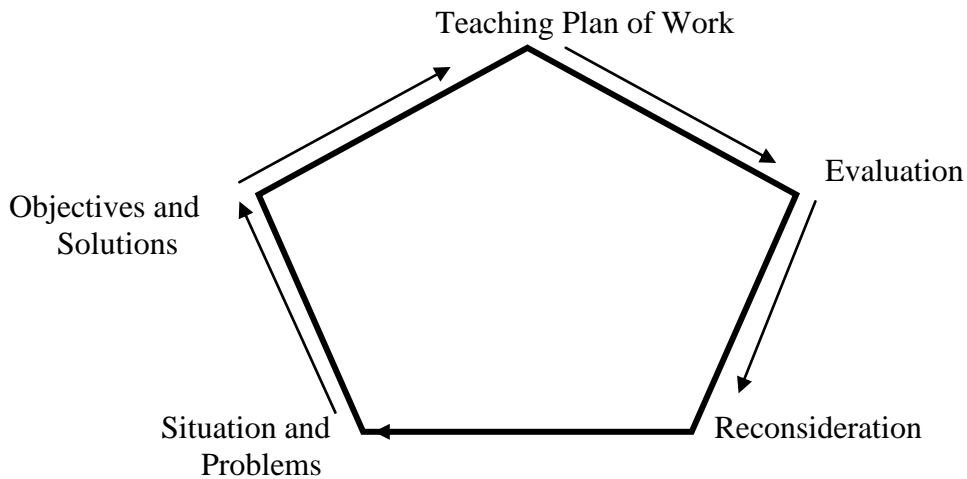 Teaching Plan of Work
Evaluation
Objectives and
Solutions
Situation and
Problems
Reconsideration